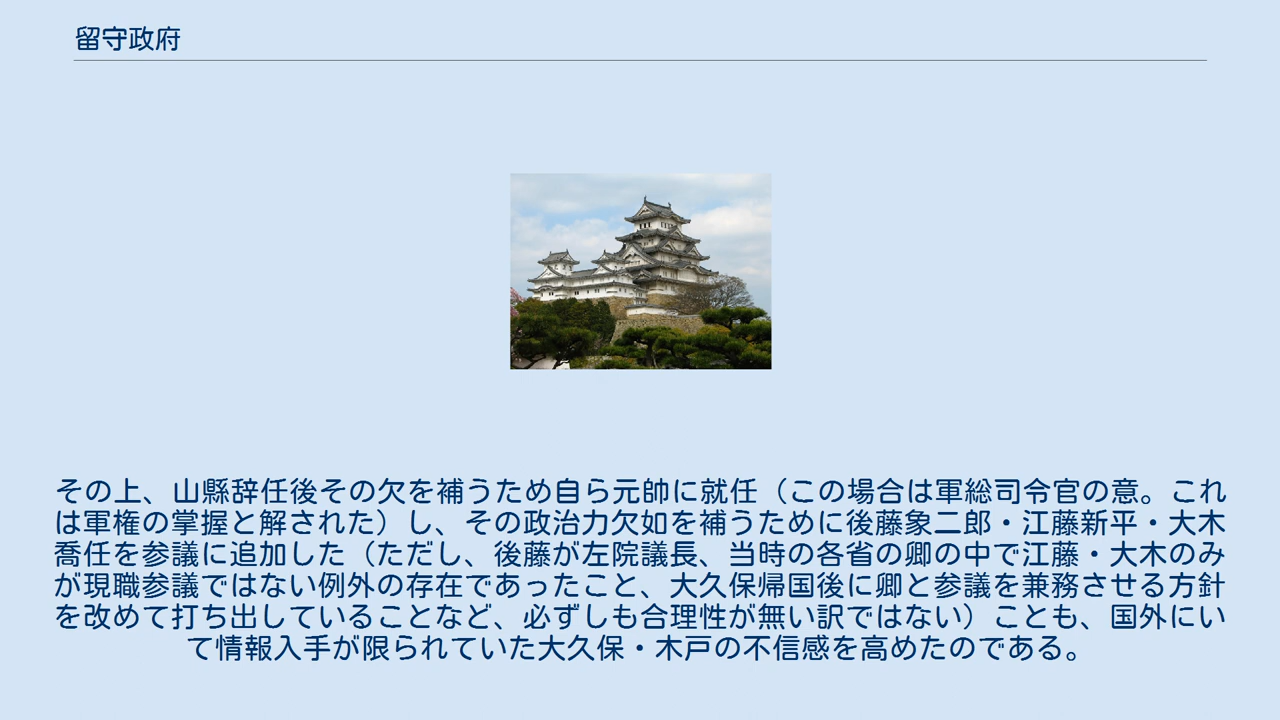 留守政府
その上、山縣辞任後その欠を補うため自ら元帥に就任（この場合は軍総司令官の意。これ
は軍権の掌握と解された）し、その政治力欠如を補うために後藤象二郎・江藤新平・大木
喬任を参議に追加した（ただし、後藤が左院議長、当時の各省の卿の中で江藤・大木のみ
が現職参議ではない例外の存在であったこと、大久保帰国後に卿と参議を兼務させる方針
を改めて打ち出していることなど、必ずしも合理性が無い訳ではない）ことも、国外にい
て情報入手が限られていた大久保・木戸の不信感を高めたのである。